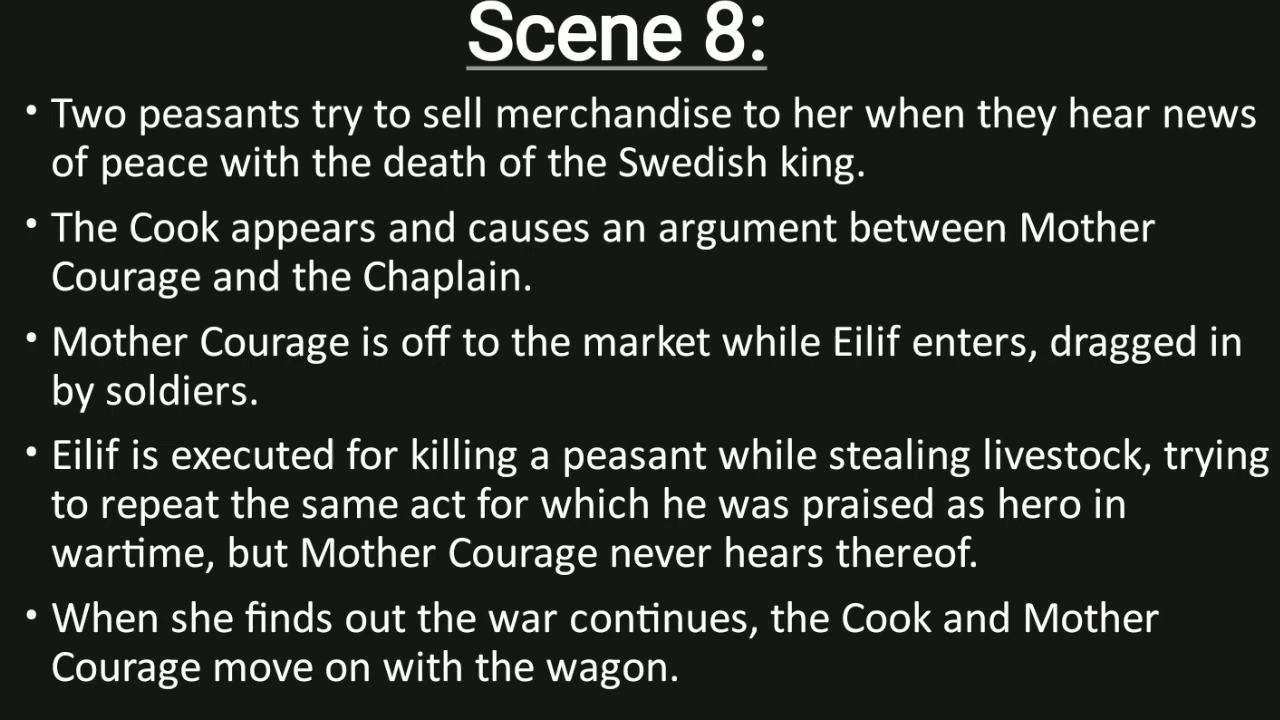 Scene 8:
• Two peasants try to sell merchandise to her when they hear news
of peace with the death of the Swedish king.
• The Cook appears and causes an argument between Mother
Courage and the Chaplain.
• Mother Courage is off to the market while Eilif enters, dragged in
by soldiers.
• Eilif is executed for killing a peasant while stealing livestock, trying
to repeat the same act for which he was praised as hero in
wartime, but Mother Courage never hears thereof.
• When she finds out the war continues, the Cook and Mother
Courage move on with the wagon.